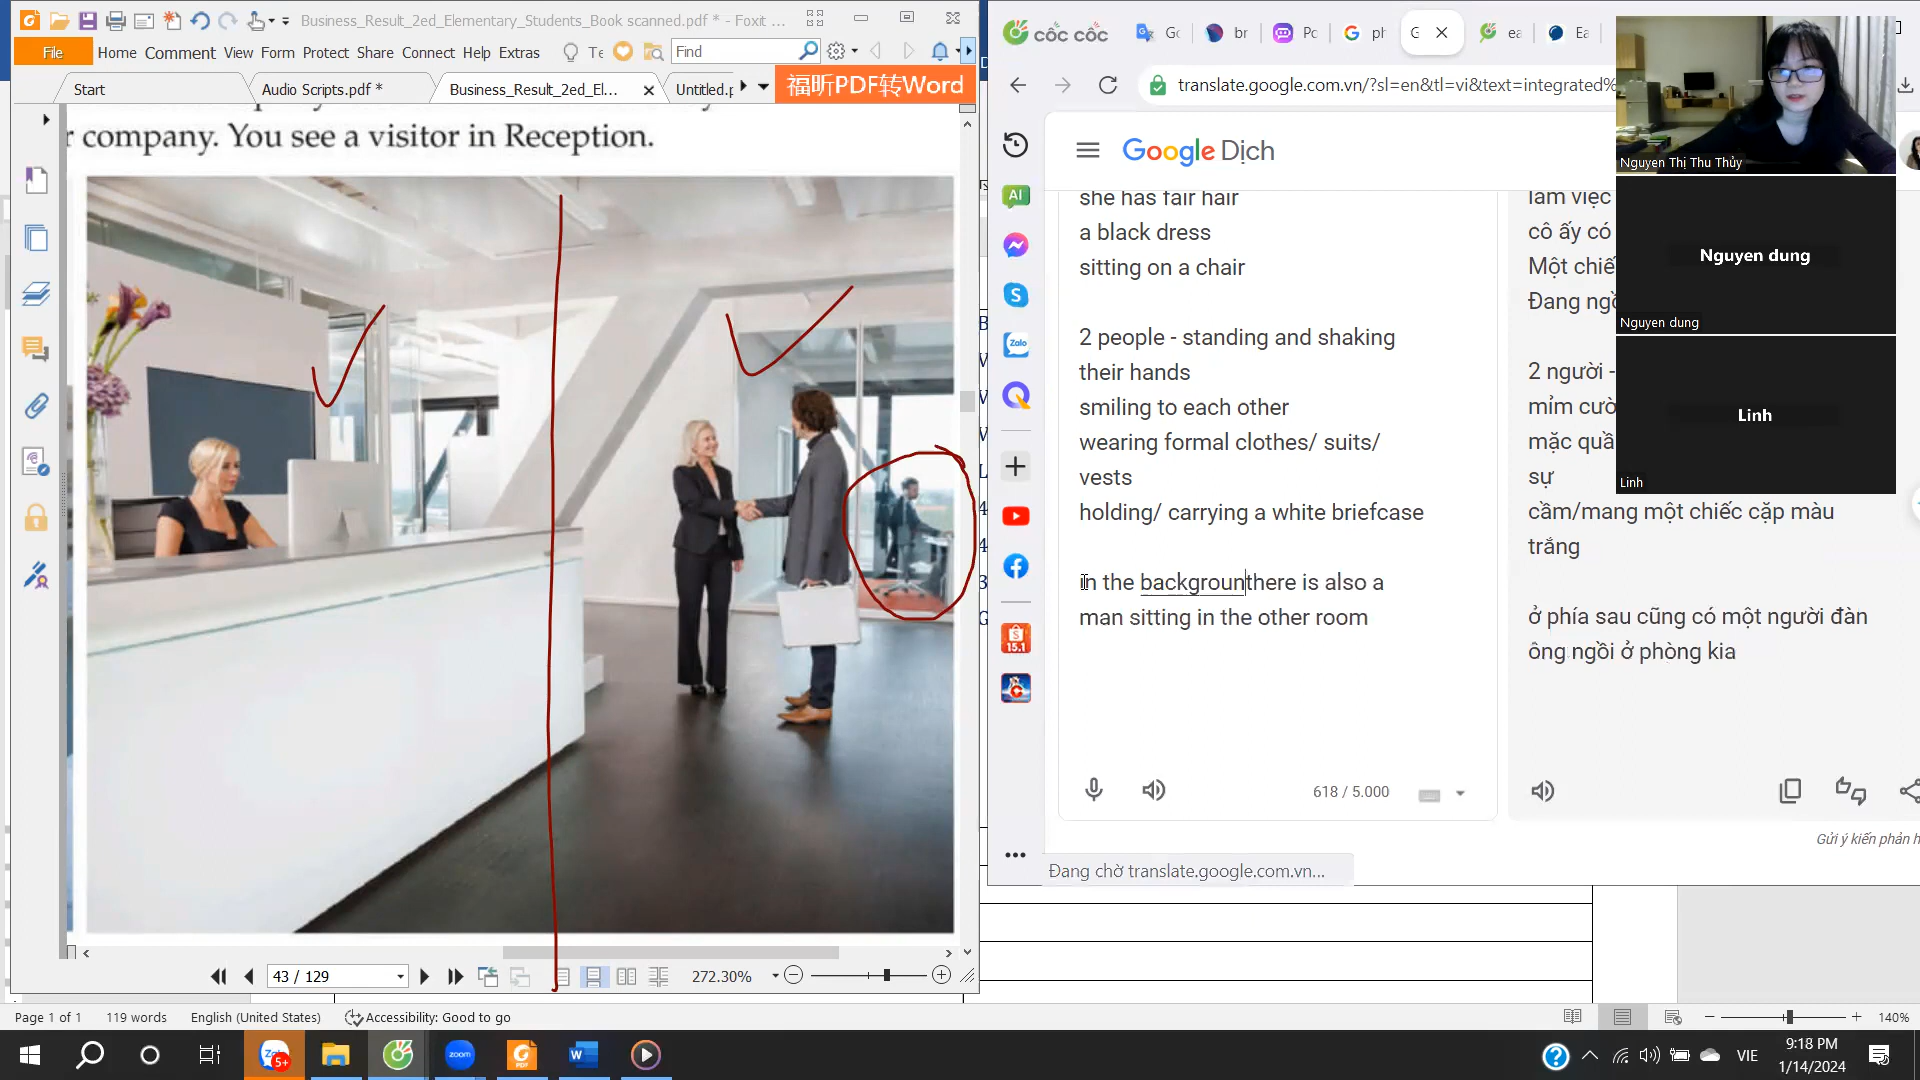 Business_Result_2ed_Elementary_Students_Book scanned.pdf * - Foxit ...
File
Home
Comment
View
Form
Protect
Share
Connect
Help
Extras
Te
Find
Start
Audio Scripts.pdf *
Business_Result_2ed_El...
Untitled.p
福昕PDF转Word
r company. You see a visitor in Reception.
43 / 129
272.30%
cốc cốc
translate.google.com.vn/?sl=en&tl=vi&text=integrated%
Google Dịch
she has fair hair
a black dress
sitting on a chair
2 people - standing and shaking
their hands
smiling to each other
wearing formal clothes/ suits/
vests
holding/ carrying a white briefcase
in the backgrounthere is also a
man sitting in the other room
618 / 5.000
làm việc
cô ấy có
Một chiế
Đang ngồ
2 người -
mỉm cườ
mặc quầ
sự
cầm/mang một chiếc cặp màu
trắng
ở phía sau cũng có một người đàn
ông ngồi ở phòng kia
Gửi ý kiến phản h
Đang chờ translate.google.com.vn...
Nguyen Thị Thu Thủy
Nguyen dung
Nguyen dung
Linh
Linh
AI
Zalo
15.1
Page 1 of 1
119 words
English (United States)
Accessibility: Good to go
140%
5+
zoom
VIE
9:18 PM
1/14/2024